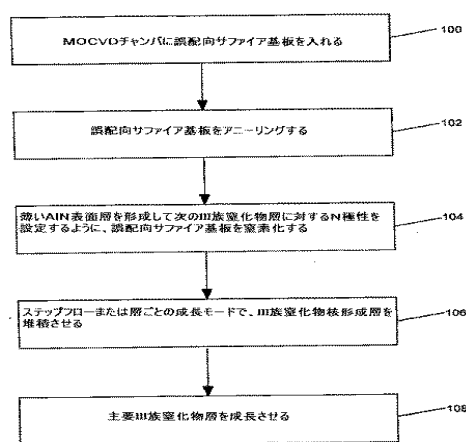 MOCVDチャンバに誤配向サファイア基板を入れる
100
誤配向サファイア基板をアニーリングする
102
薄いAIN表面層を形成して次のIII族窒化物層に対するN極性を
設定するように、誤配向サファイア基板を窒素化する
104
ステップフローまたは層ごとの成長モードで、III族窒化物核形成層を
堆積させる
106
主要III族窒化物層を成長させる
108